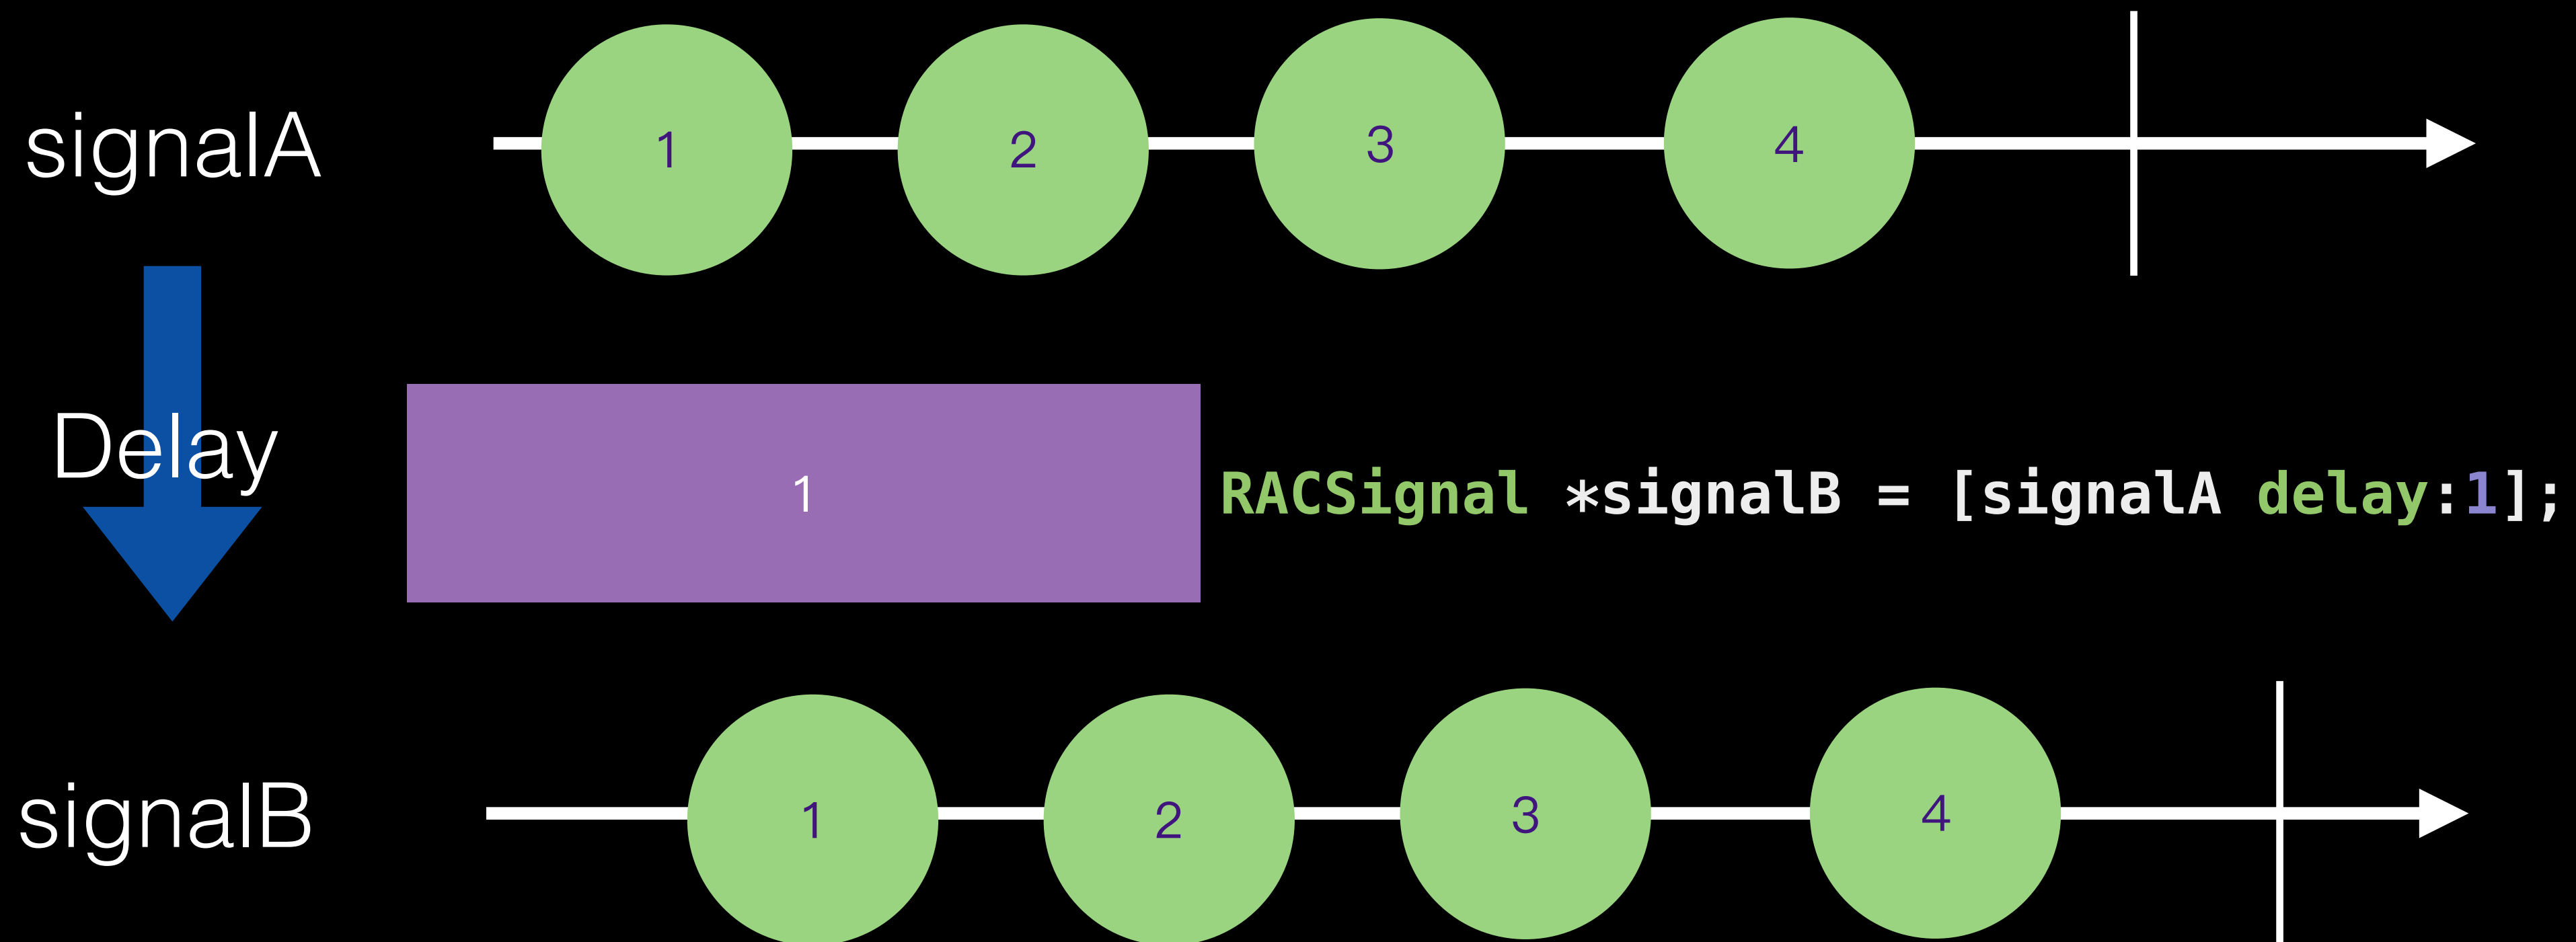 signalA
1 2 3 4
Delay
1
RACSignal *signalB = [signalA delay:1];
signalB
1 2 3 4